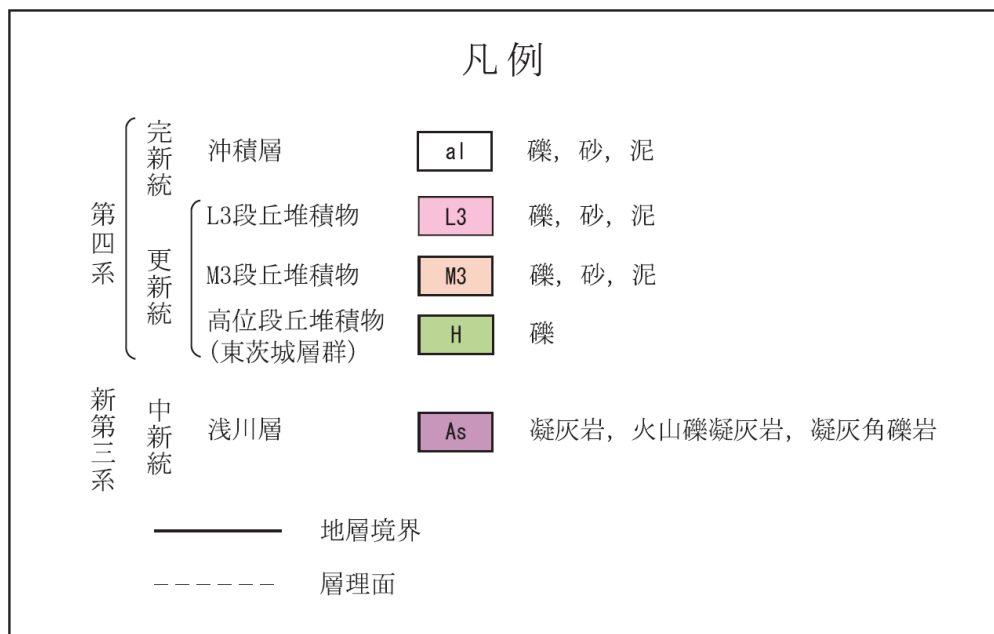 凡例
第四系
完新統
沖積層 al 礫, 砂, 泥
更新統
L3段丘堆積物 L3 礫, 砂, 泥
M3段丘堆積物 M3 礫, 砂, 泥
高位段丘堆積物
(東茨城層群) H 礫
新第三系
中新統
浅川層 As 凝灰岩, 火山礫凝灰岩, 凝灰角礫岩
地層境界
層理面